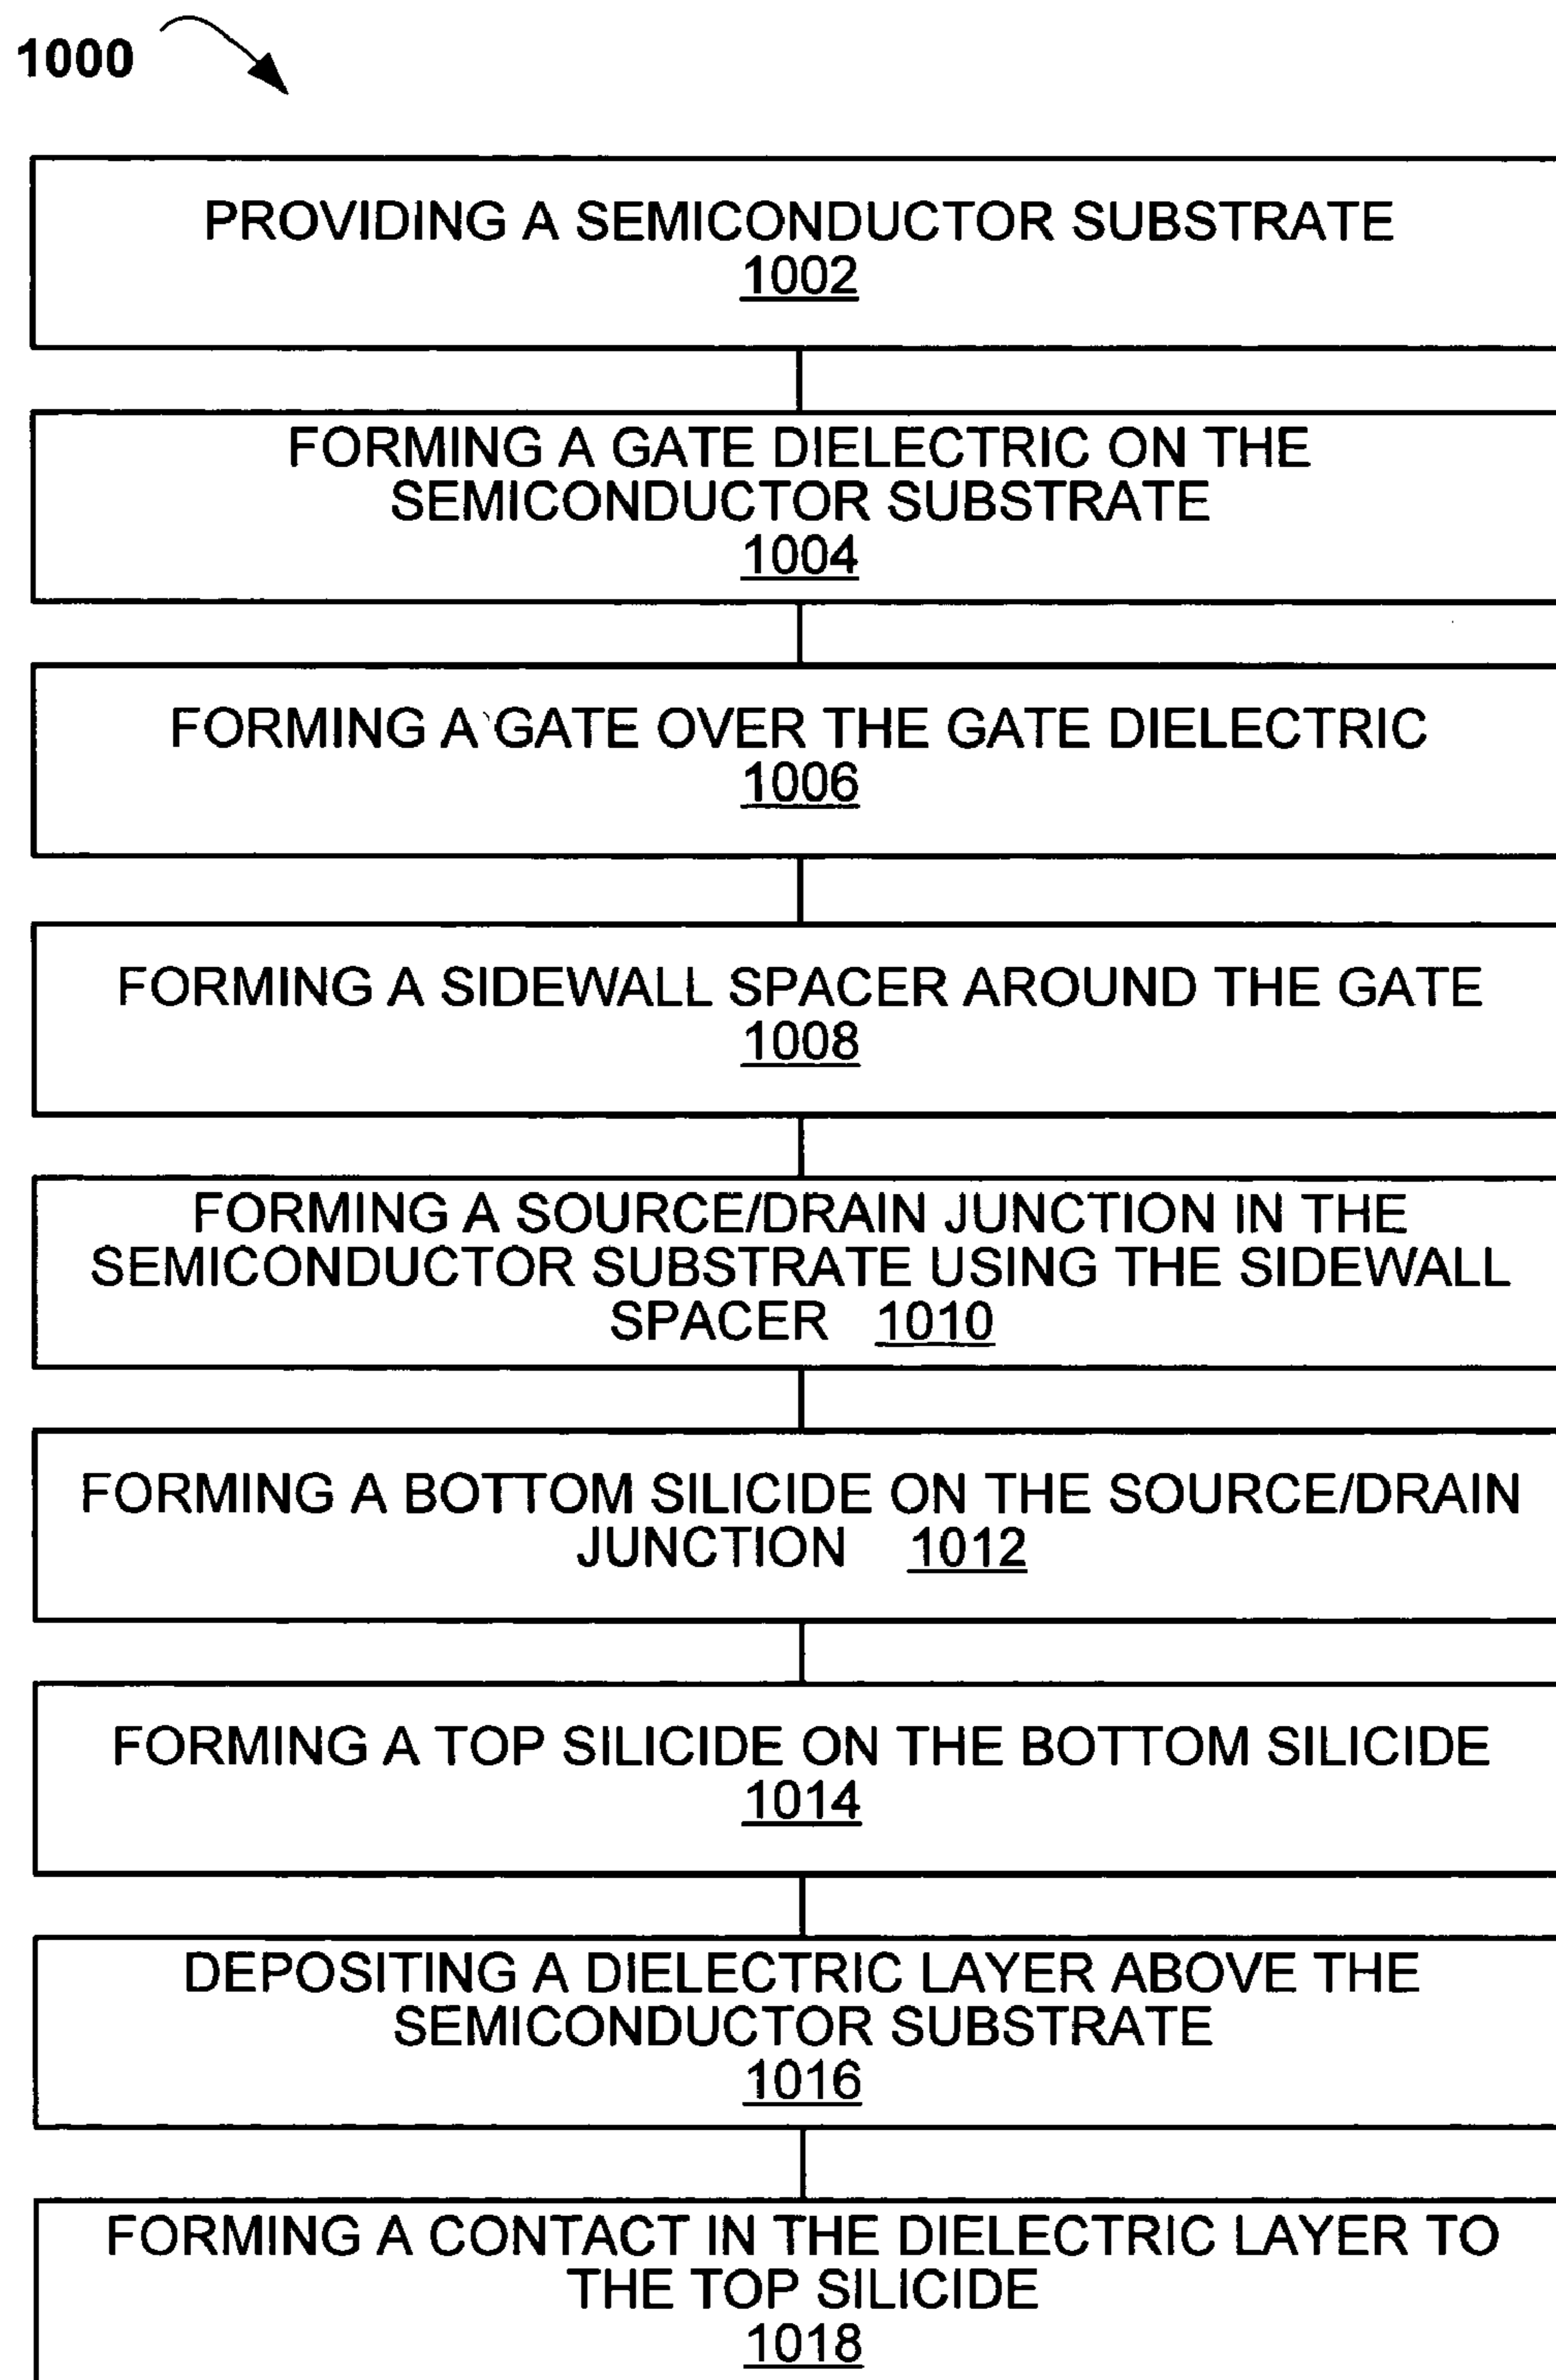 1000
PROVIDING A SEMICONDUCTOR SUBSTRATE
1002
FORMING A GATE DIELECTRIC ON THE
SEMICONDUCTOR SUBSTRATE
1004
FORMING A GATE OVER THE GATE DIELECTRIC
1006
FORMING A SIDEWALL SPACER AROUND THE GATE
1008
FORMING A SOURCE/DRAIN JUNCTION IN THE
SEMICONDUCTOR SUBSTRATE USING THE SIDEWALL
SPACER 1010
FORMING A BOTTOM SILICIDE ON THE SOURCE/DRAIN
JUNCTION 1012
FORMING A TOP SILICIDE ON THE BOTTOM SILICIDE
1014
DEPOSITING A DIELECTRIC LAYER ABOVE THE
SEMICONDUCTOR SUBSTRATE
1016
FORMING A CONTACT IN THE DIELECTRIC LAYER TO
THE TOP SILICIDE
1018